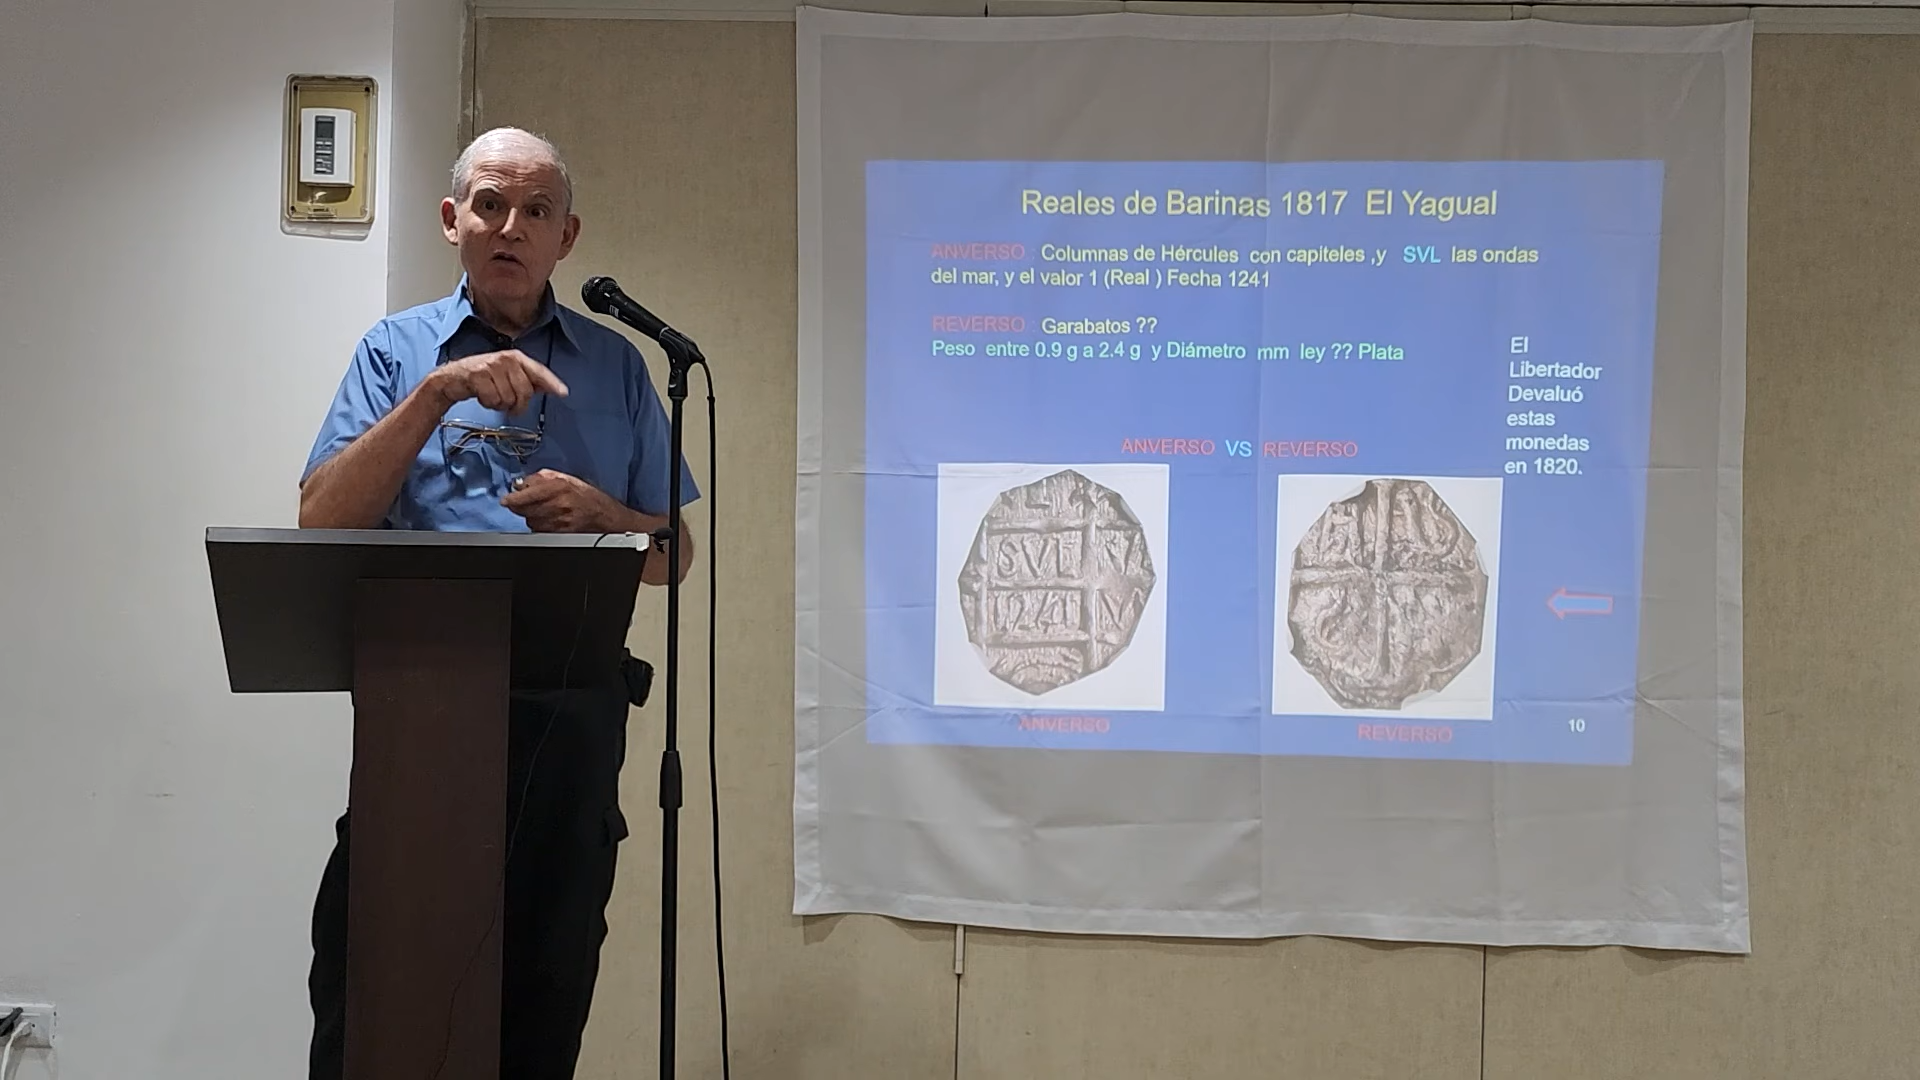 Reales de Barinas 1817 El Yagual
ANVERSO : Columnas de Hércules con capiteles ,y SVL las ondas
del mar, y el valor 1 (Real ) Fecha 1241
REVERSO : Garabatos ??
Peso entre 0.9 g a 2.4 g y Diámetro mm ley ?? Plata
El
Libertador
Devaluó
estas
monedas
en 1820.
ANVERSO VS REVERSO
SVL
1241
ANVERSO
REVERSO
10